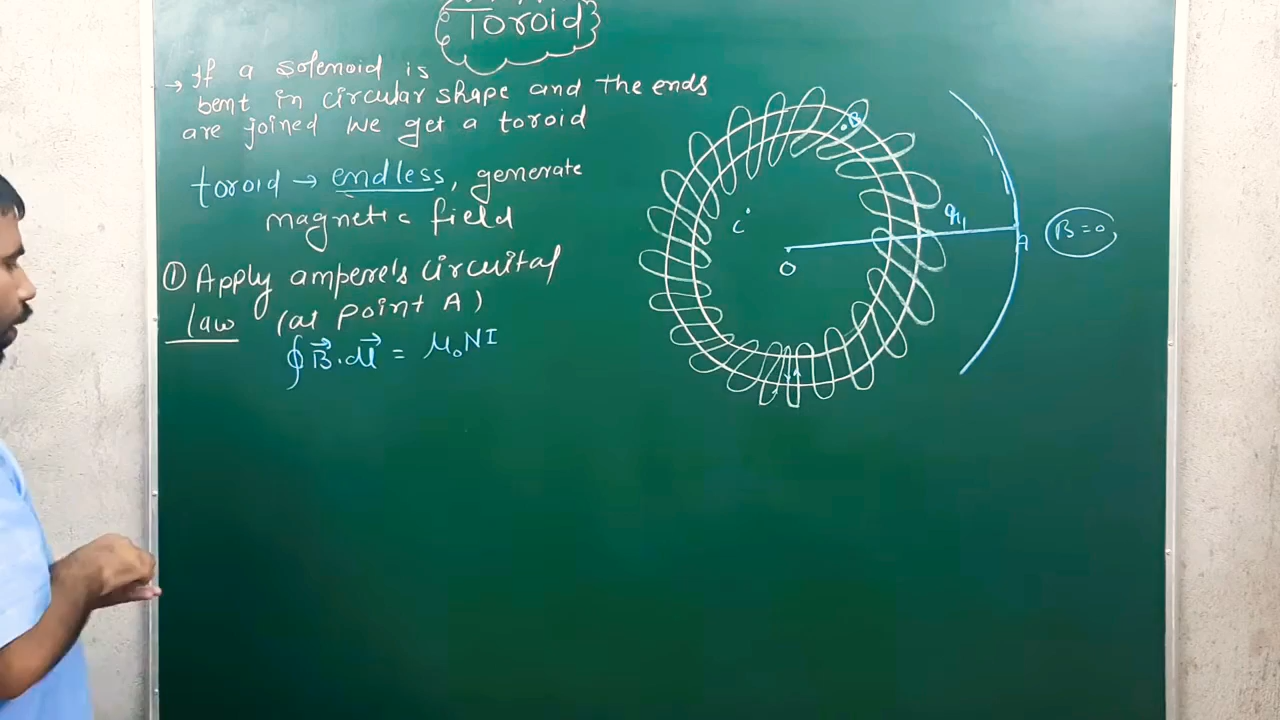 Toroid
→ If a solenoid is
bent in circular shape and the ends
are joined we get a toroid
toroid → endless, generate
magnetic field
① Apply ampere's circuital
law (at point A)
∮B⃗.dl⃗ = μ₀NI
B
C
O
r₁
A
B=0